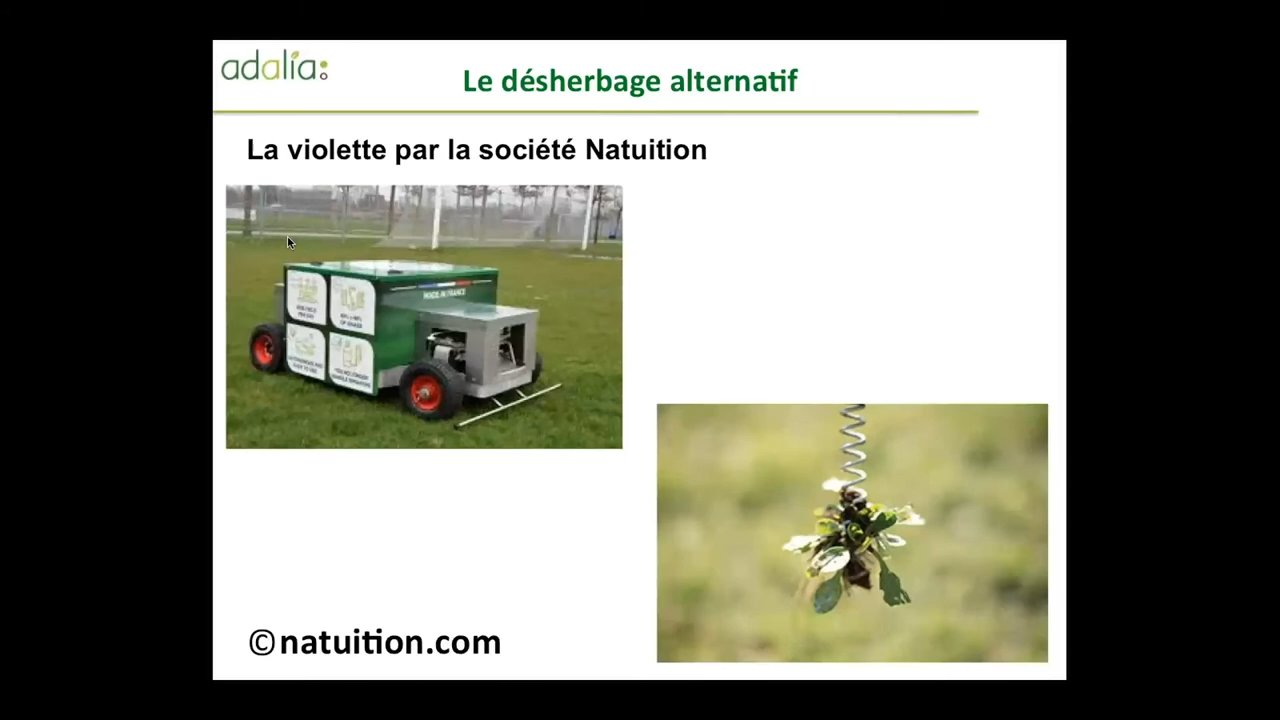 adalia
Le désherbage alternatif
La violette par la société Natuition
MADE IN FRANCE
©natuition.com